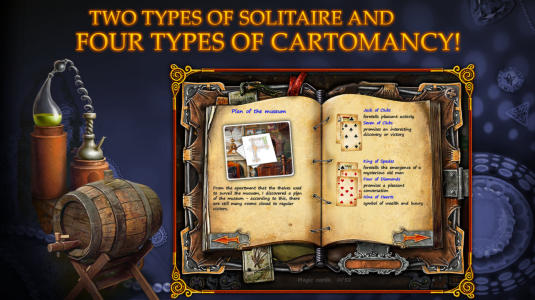 TWO TYPES OF SOLITAIRE AND
FOUR TYPES OF CARTOMANCY!
Plan of the museum
From the apartment that the thieves used
to surveil the museum, I discovered a plan
of the museum - according to this, there
are still many rooms closed to regular
visitors.
Jack of Clubs
foretells pleasant activity
Seven of Clubs
promises an interesting
discovery or victory
King of Spades
foretells the emergence of a
mysterious old man
Four of Diamonds
promises a pleasant
conversation
Nine of Hearts
symbol of wealth and luxury
Magic cards.